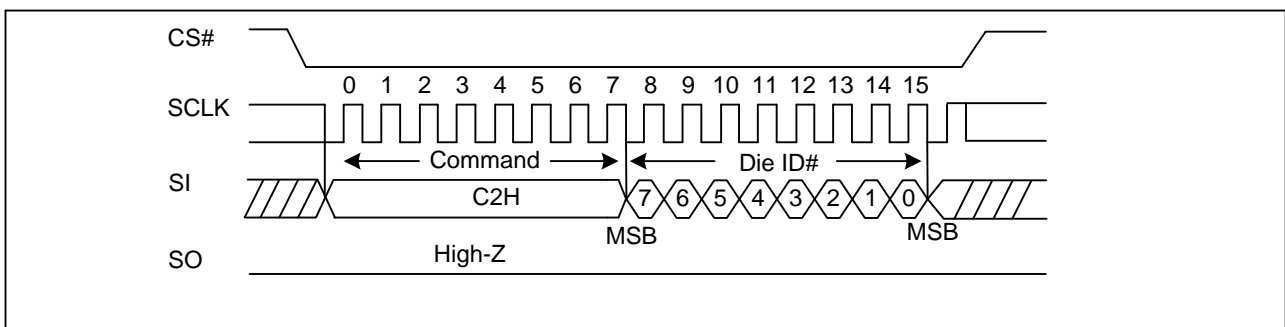 CS#
0 1 2 3 4 5 6 7 8 9 10 11 12 13 14 15
SCLK
Command Die ID#
SI
C2H 7 6 5 4 3 2 1 0
MSB MSB
High-Z
SO